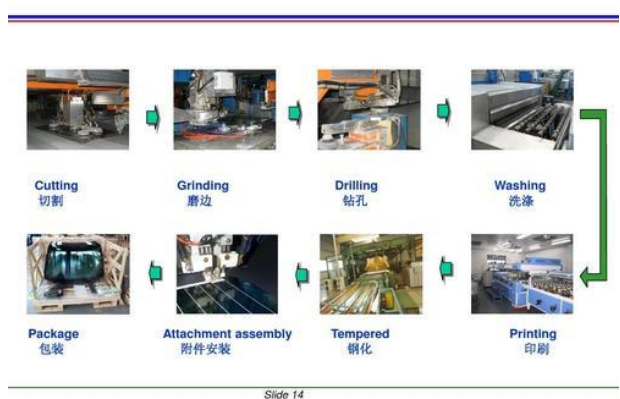 Cutting
切割
Grinding
磨边
Drilling
钻孔
Washing
洗涤
Package
包装
Attachment assembly
附件安装
Tempered
钢化
Printing
印刷
Slide 14